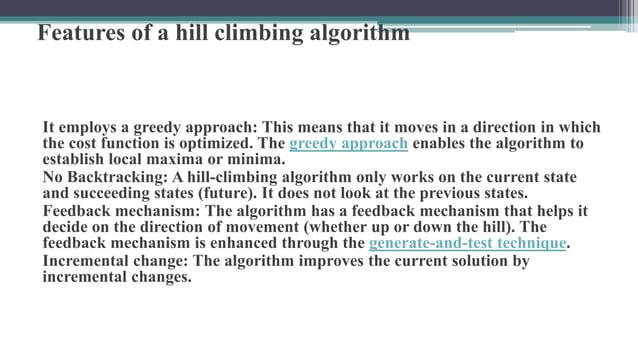 Features of a hill climbing algorithm
It employs a greedy approach: This means that it moves in a direction in which
the cost function is optimized. The greedy approach enables the algorithm to
establish local maxima or minima.
No Backtracking: A hill-climbing algorithm only works on the current state
and succeeding states (future). It does not look at the previous states.
Feedback mechanism: The algorithm has a feedback mechanism that helps it
decide on the direction of movement (whether up or down the hill). The
feedback mechanism is enhanced through the generate-and-test technique.
Incremental change: The algorithm improves the current solution by
incremental changes.